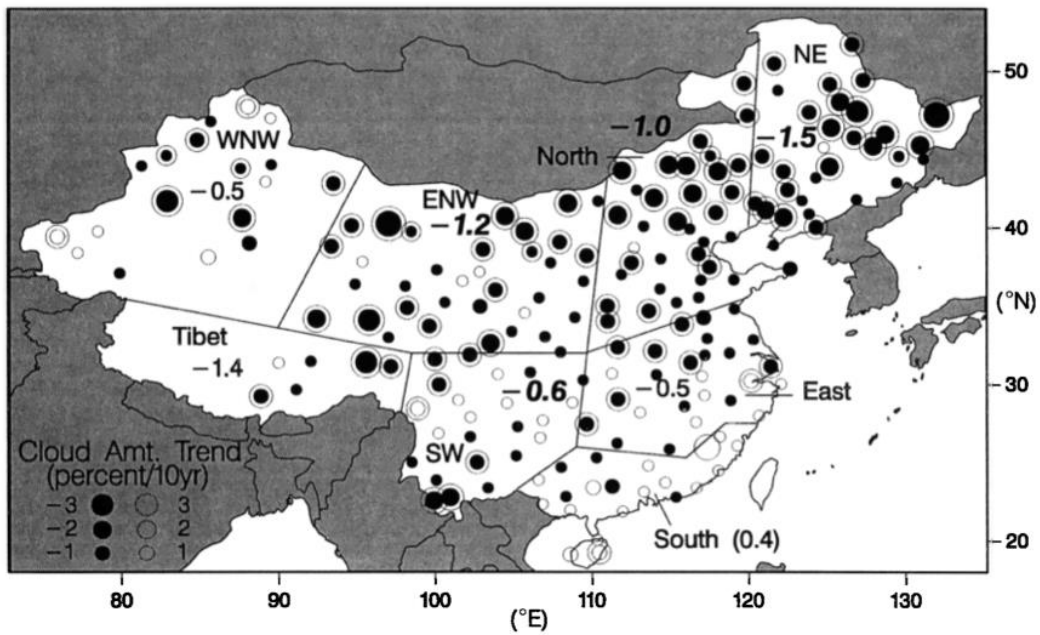 NE
50
−1.0
−1.5
WNW
North
−0.5
ENW
−1.2
40
(°N)
Tibet
−1.4
−0.6
−0.5
30
East
Cloud Amt. Trend
(percent/10yr)
SW
−3 3
−2 2
−1 1
South (0.4)
20
80 90 100 110 120 130
(°E)